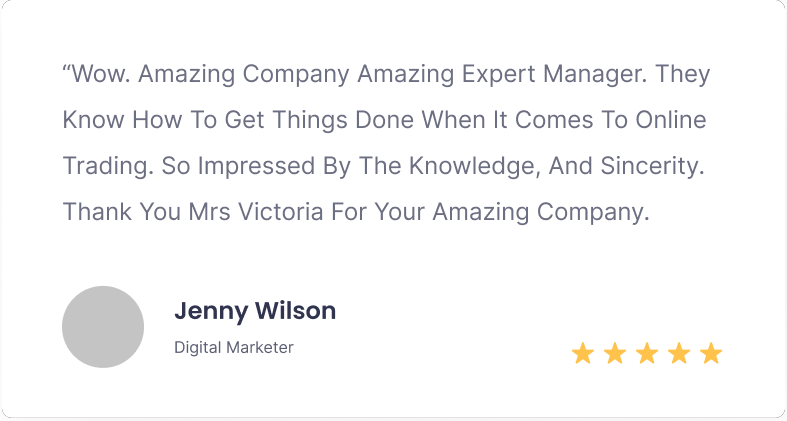 “Wow. Amazing Company Amazing Expert Manager. They
Know How To Get Things Done When It Comes To Online
Trading. So Impressed By The Knowledge, And Sincerity.
Thank You Mrs Victoria For Your Amazing Company.
Jenny Wilson
Digital Marketer